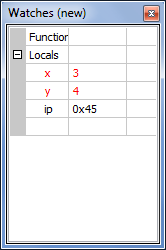 Watches (new)
Function
Locals
x 3
y 4
ip 0x45